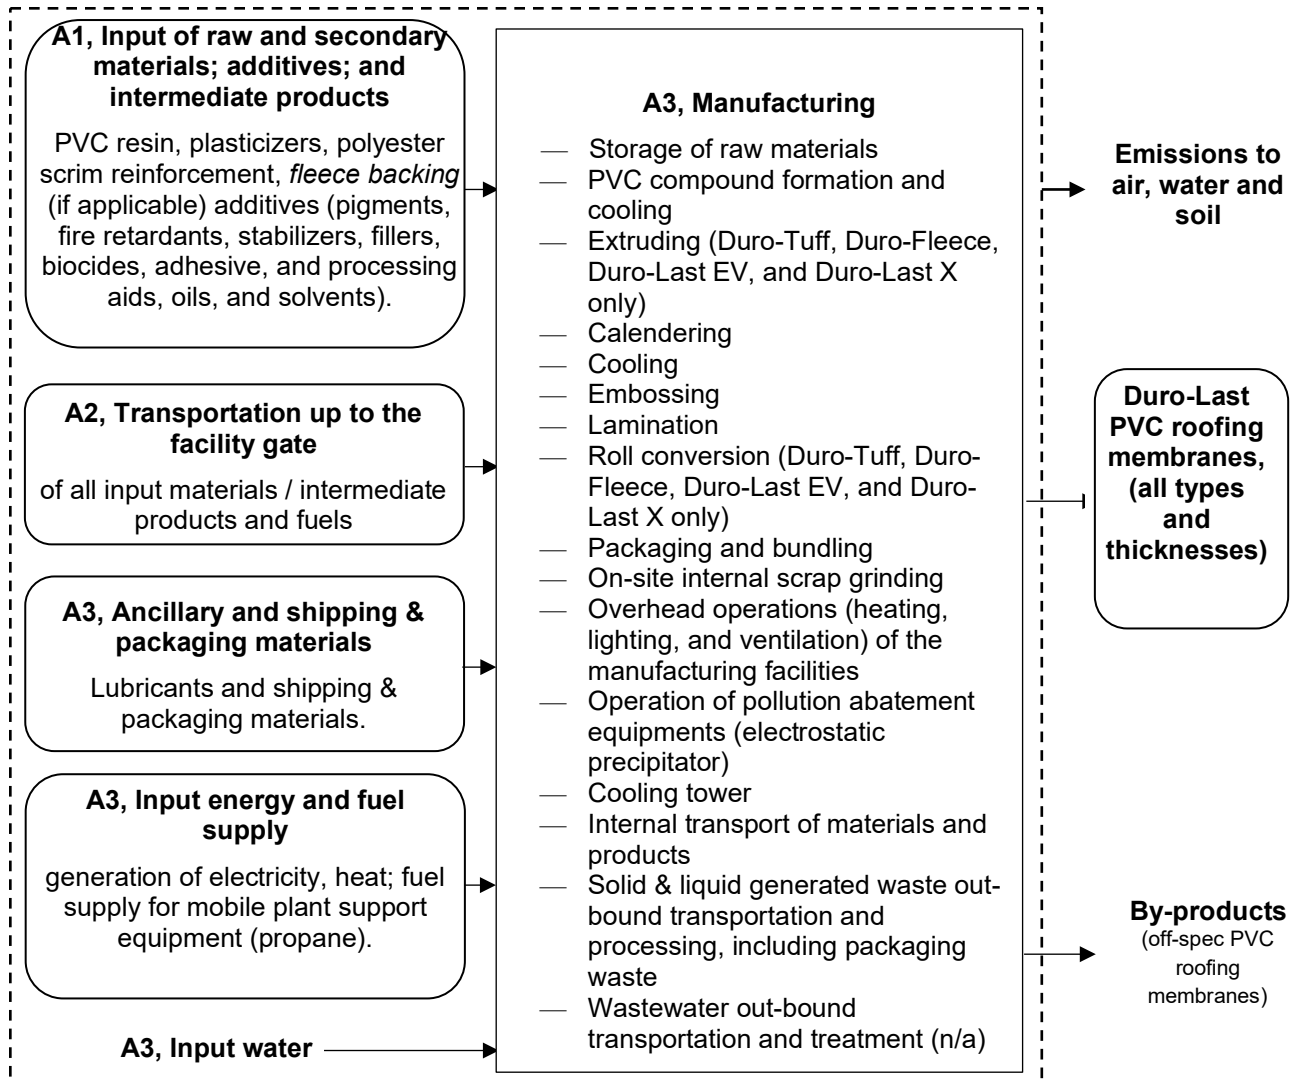 A1, Input of raw and secondary
materials; additives; and
intermediate products
PVC resin, plasticizers, polyester
scrim reinforcement, fleece backing
(if applicable) additives (pigments,
fire retardants, stabilizers, fillers,
biocides, adhesive, and processing
aids, oils, and solvents).
A2, Transportation up to the
facility gate
of all input materials / intermediate
products and fuels
A3, Ancillary and shipping &
packaging materials
Lubricants and shipping &
packaging materials.
A3, Input energy and fuel
supply
generation of electricity, heat; fuel
supply for mobile plant support
equipment (propane).
A3, Input water
A3, Manufacturing
— Storage of raw materials
— PVC compound formation and
cooling
— Extruding (Duro-Tuff, Duro-Fleece,
Duro-Last EV, and Duro-Last X
only)
— Calendering
— Cooling
— Embossing
— Lamination
— Roll conversion (Duro-Tuff, Duro-
Fleece, Duro-Last EV, and Duro-
Last X only)
— Packaging and bundling
— On-site internal scrap grinding
— Overhead operations (heating,
lighting, and ventilation) of the
manufacturing facilities
— Operation of pollution abatement
equipments (electrostatic
precipitator)
— Cooling tower
— Internal transport of materials and
products
— Solid & liquid generated waste out-
bound transportation and
processing, including packaging
waste
— Wastewater out-bound
transportation and treatment (n/a)
Emissions to
air, water and
soil
Duro-Last
PVC roofing
membranes,
(all types
and
thicknesses)
By-products
(off-spec PVC
roofing
membranes)